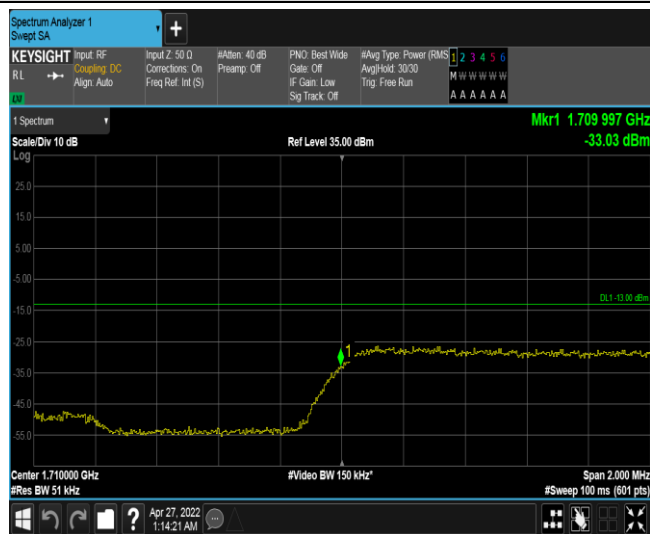 Spectrum Analyzer 1
Swept SA
+
KEYSIGHT
RL
Input: RF
Coupling: DC
Align: Auto
Input Z: 50 Ω
Corrections: On
Freq Ref: Int (S)
#Atten: 40 dB
Preamp: Off
PNO: Best Wide
Gate: Off
IF Gain: Low
Sig Track: Off
#Avg Type: Power (RMS
Avg|Hold: 30/30
Trig: Free Run
1 2 3 4 5 6
M W W W W W
A A A A A A
1 Spectrum
Mkr1 1.709 997 GHz
Scale/Div 10 dB
Ref Level 35.00 dBm
-33.03 dBm
Log
25.0
15.0
5.00
-5.00
DL1 -13.00 dBm
-15.0
-25.0
1
-35.0
-45.0
-55.0
Center 1.710000 GHz
#Video BW 150 kHz*
Span 2.000 MHz
#Res BW 51 kHz
#Sweep 100 ms (601 pts)
?
Apr 27, 2022
1:14:21 AM